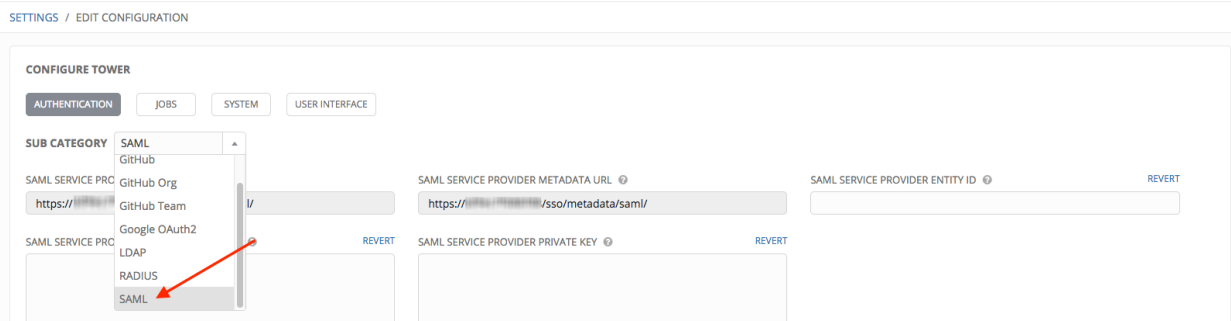 SETTINGS / EDIT CONFIGURATION
CONFIGURE TOWER
AUTHENTICATION JOBS SYSTEM USER INTERFACE
SUB CATEGORY SAML
GitHub
GitHub Org
GitHub Team
Google OAuth2
LDAP
RADIUS
SAML
SAML SERVICE PRO
https:// l/
SAML SERVICE PROVIDER METADATA URL
https:// /sso/metadata/saml/
SAML SERVICE PROVIDER ENTITY ID REVERT
SAML SERVICE PRO REVERT
SAML SERVICE PROVIDER PRIVATE KEY REVERT